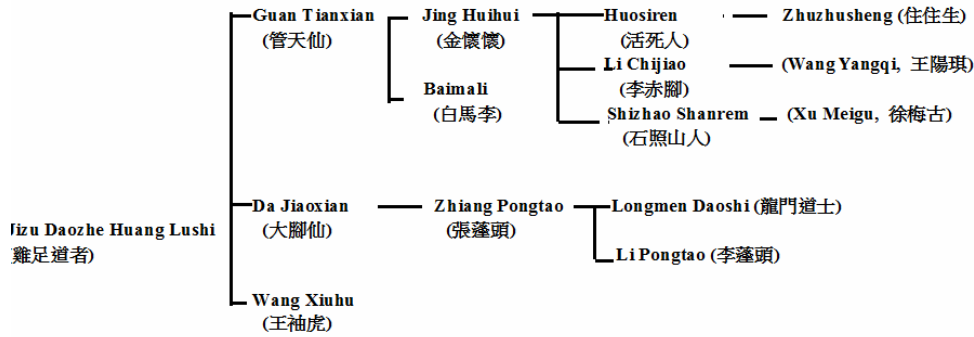 Guan Tianxian
(管天仙)
Jing Huihui
(金懷懷)
Huosiren
(活死人)
Zhuzhusheng (住住生)
Li Chijiao
(李赤腳)
(Wang Yangqi, 王陽琪)
Baimali
(白馬李)
Shizhao Shanrem
(石照山人)
(Xu Meigu, 徐梅古)
Da Jiaoxian
(大腳仙)
Zhiang Pongtao
(張蓬頭)
Longmen Daoshi (龍門道士)
Li Pongtao (李蓬頭)
Jizu Daozhe Huang Lushi
雞足道者)
Wang Xiuhu
(王袖虎)